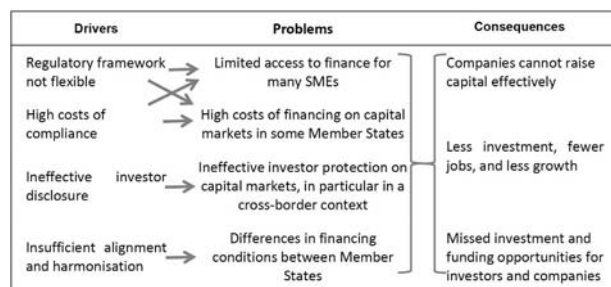 Drivers
Problems
Consequences
Regulatory framework
not flexible
High costs of
compliance
Ineffective investor
disclosure
Insufficient alignment
and harmonisation
Limited access to finance for
many SMEs
High costs of financing on capital
markets in some Member States
Ineffective investor protection on
capital markets, in particular in a
cross-border context
Differences in financing
conditions between Member
States
Companies cannot raise
capital effectively
Less investment, fewer
jobs, and less growth
Missed investment and
funding opportunities for
investors and companies